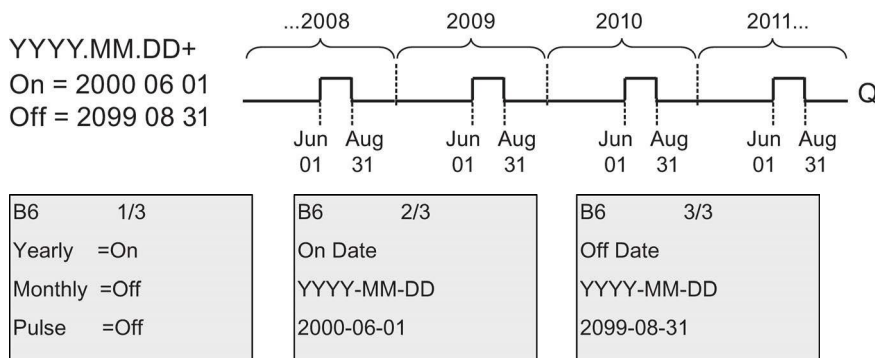 YYYY.MM.DD+
On = 2000 06 01
Off = 2099 08 31
...2008 2009 2010 2011...
Q
Jun Aug Jun Aug Jun Aug Jun Aug
01 31 01 31 01 31 01 31
B6 1/3
Yearly =On
Monthly =Off
Pulse =Off
B6 2/3
On Date
YYYY-MM-DD
2000-06-01
B6 3/3
Off Date
YYYY-MM-DD
2099-08-31